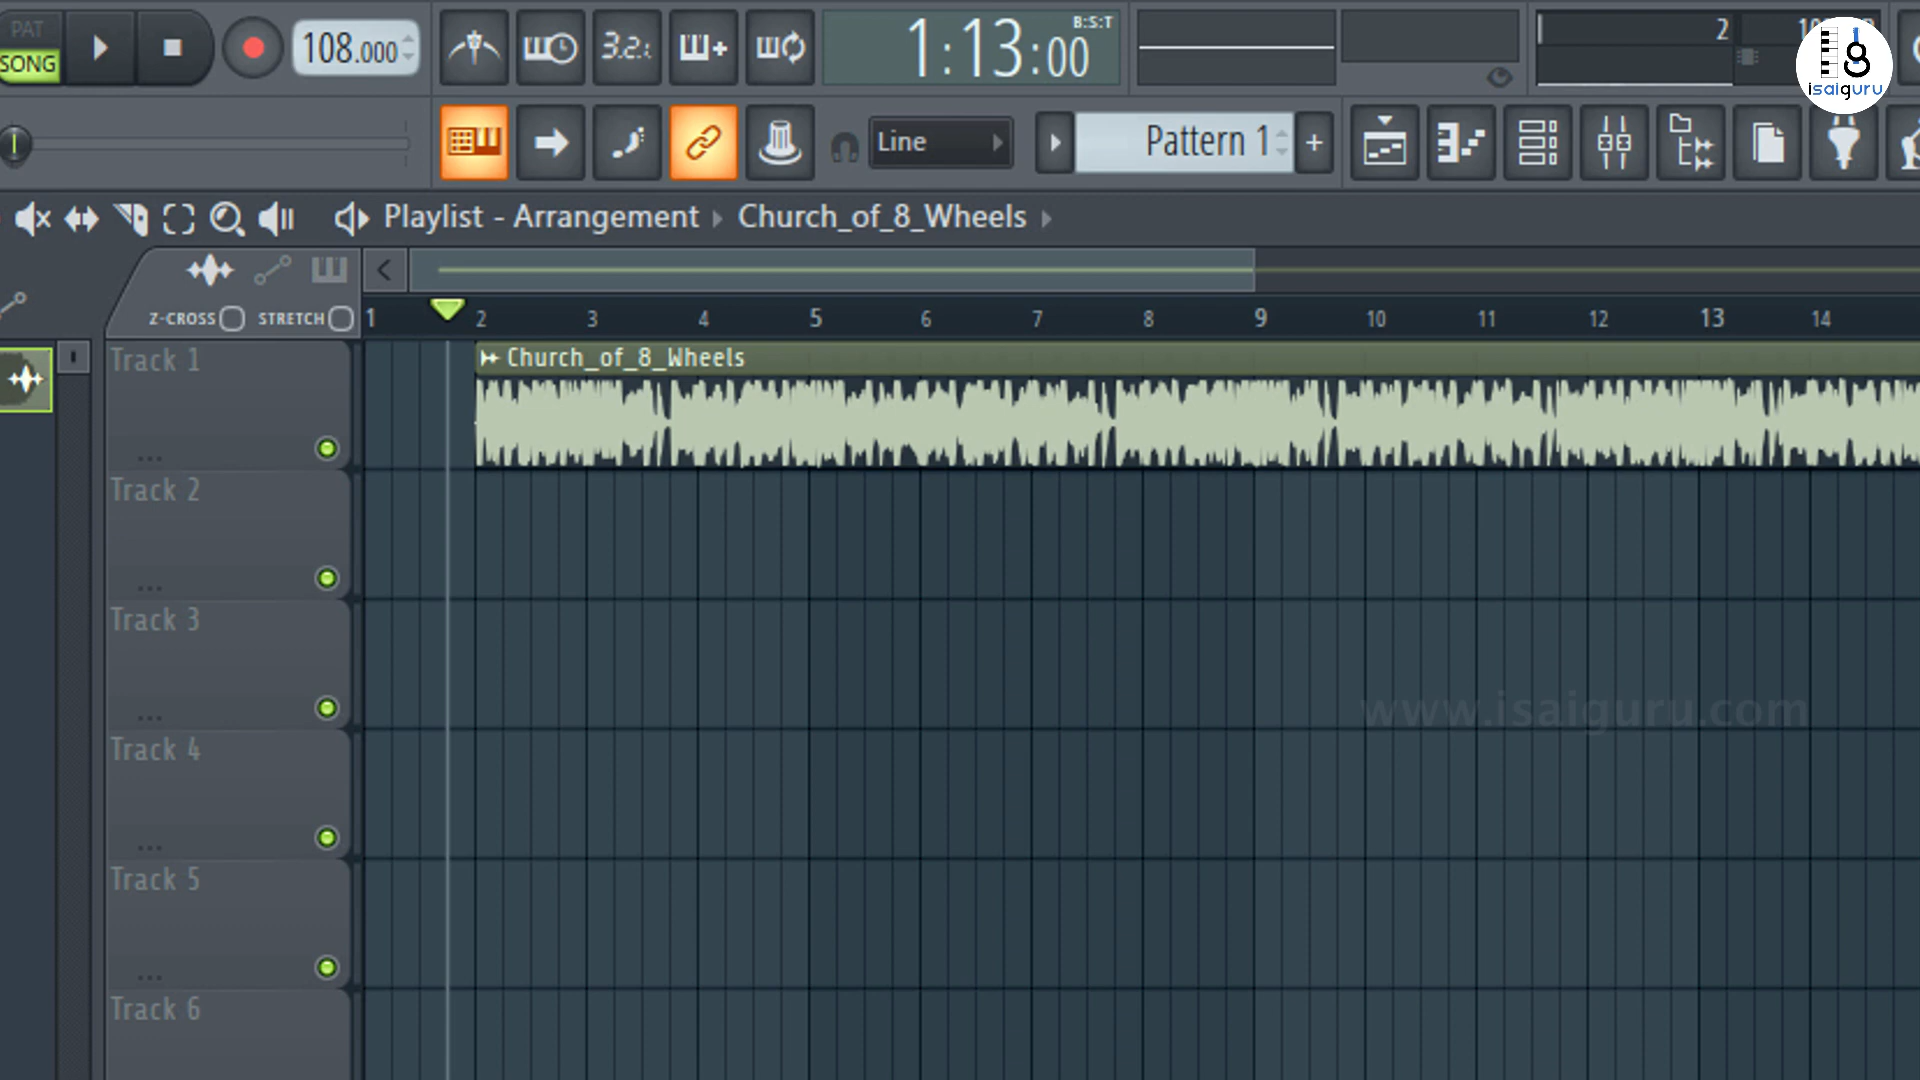 PAT
SONG
108.000
3.2.
B:S:T
1:13:00
2
isaiguru
Line
Pattern 1
Playlist - Arrangement
Church_of_8_Wheels
Z-CROSS STRETCH
1 2 3 4 5 6 7 8 9 10 11 12 13 14
Track 1
Church_of_8_Wheels
Track 2
Track 3
www.isaiguru.com
Track 4
Track 5
Track 6